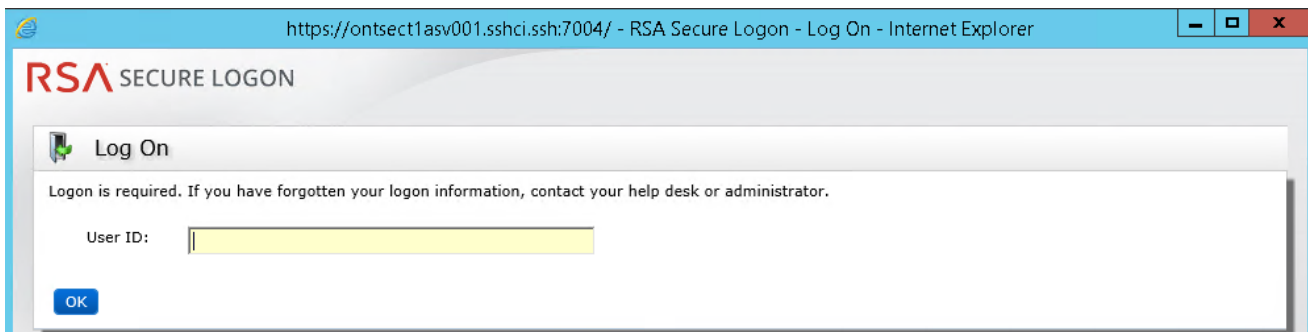 https://ontsect1asv001.sshci.ssh:7004/ - RSA Secure Logon - Log On - Internet Explorer
RSA SECURE LOGON
Log On
Logon is required. If you have forgotten your logon information, contact your help desk or administrator.
User ID:
OK